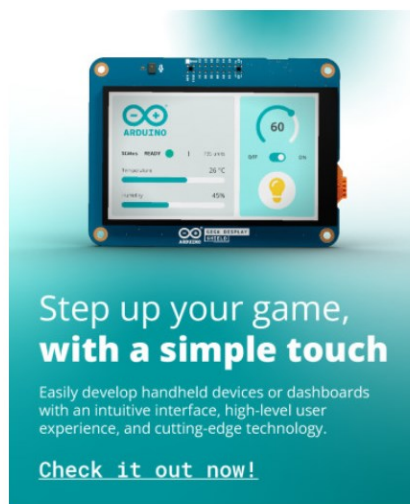 ARDUINO
60
Status READY
Temperature
26 °C
ON
Humidity
45%
ARDUINO
GIGA DISPLAY
SHIELD
Step up your game,
with a simple touch
Easily develop handheld devices or dashboards
with an intuitive interface, high-level user
experience, and cutting-edge technology.
Check it out now!